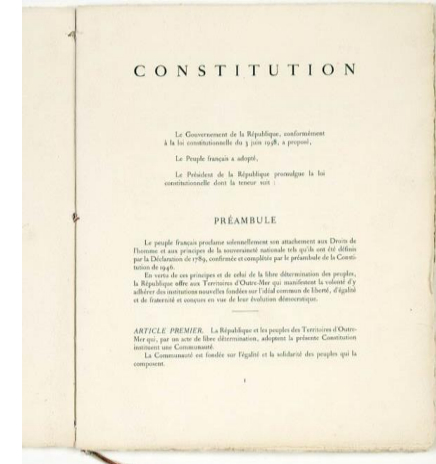 CONSTITUTION
Le Gouvernement de la République, conformément
à la loi constitutionnelle du 3 juin 1958, a proposé,
Le Peuple français a adopté,
Le Président de la République promulgue la loi
constitutionnelle dont la teneur suit :
PRÉAMBULE
Le peuple français proclame solennellement son attachement aux Droits de
l'homme et aux principes de la souveraineté nationale tels qu'ils ont été définis
par la Déclaration de 1789, confirmée et complétée par le préambule de la Consti-
tution de 1946.
En vertu de ces principes et de celui de la libre détermination des peuples,
la République offre aux Territoires d'Outre-Mer qui manifestent la volonté d'y
adhérer des institutions nouvelles fondées sur l'idéal commun de liberté, d'égalité
et de fraternité et conçues en vue de leur évolution démocratique.
ARTICLE PREMIER. La République et les peuples des Territoires d'Outre-
Mer qui, par un acte de libre détermination, adoptent la présente Constitution
instituent une Communauté.
La Communauté est fondée sur l'égalité et la solidarité des peuples qui la
composent.
1